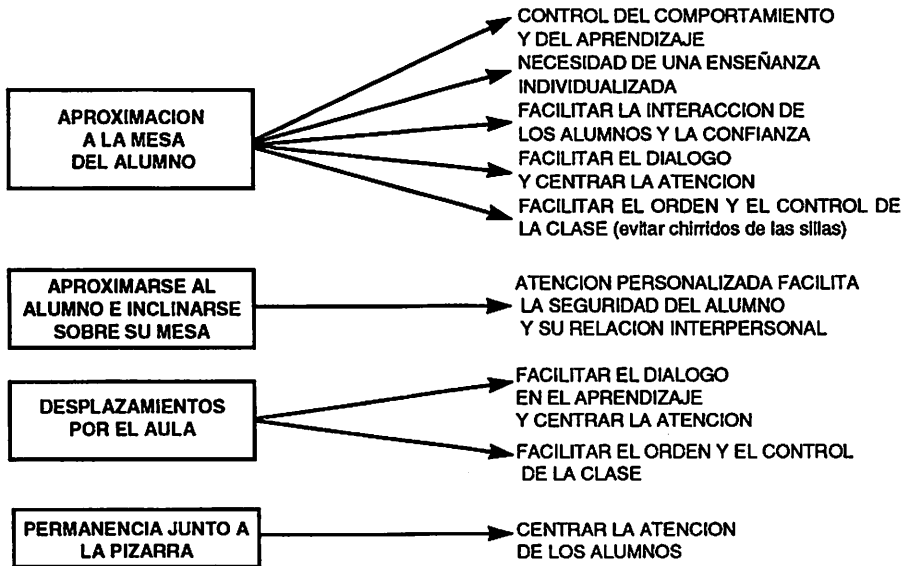 APROXIMACION
A LA MESA
DEL ALUMNO
CONTROL DEL COMPORTAMIENTO
Y DEL APRENDIZAJE
NECESIDAD DE UNA ENSEÑANZA
INDIVIDUALIZADA
FACILITAR LA INTERACCION DE
LOS ALUMNOS Y LA CONFIANZA
FACILITAR EL DIALOGO
Y CENTRAR LA ATENCION
FACILITAR EL ORDEN Y EL CONTROL DE
LA CLASE (evitar chirridos de las sillas)
APROXIMARSE AL
ALUMNO E INCLINARSE
SOBRE SU MESA
ATENCION PERSONALIZADA FACILITA
LA SEGURIDAD DEL ALUMNO
Y SU RELACION INTERPERSONAL
DESPLAZAMIENTOS
POR EL AULA
FACILITAR EL DIALOGO
EN EL APRENDIZAJE
Y CENTRAR LA ATENCION
FACILITAR EL ORDEN Y EL CONTROL
DE LA CLASE
PERMANENCIA JUNTO A
LA PIZARRA
CENTRAR LA ATENCION
DE LOS ALUMNOS